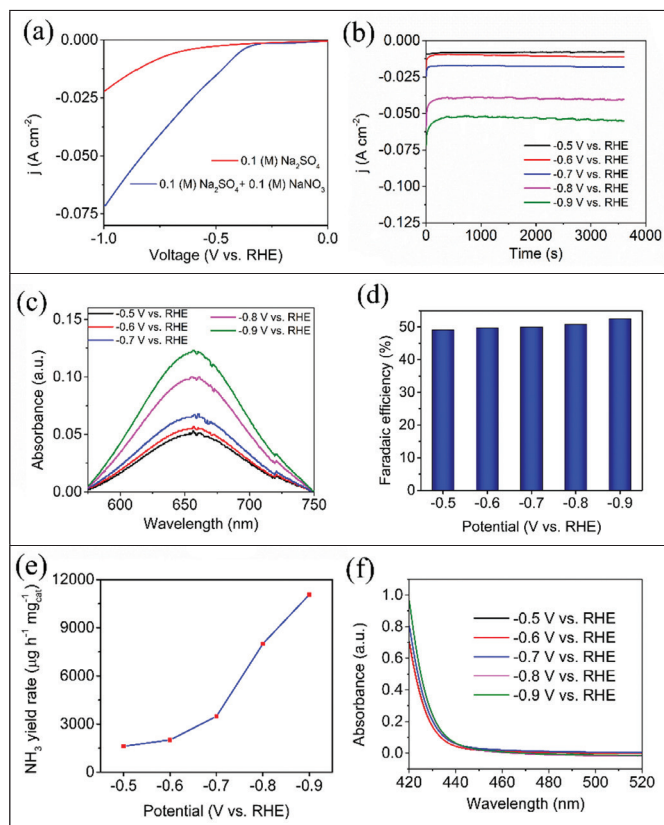 (a)
0.000
-0.025
-0.050
-0.075
j (A cm⁻²)
0.1 (M) Na₂SO₄
0.1 (M) Na₂SO₄+ 0.1 (M) NaNO₃
-1.0
-0.5
0.0
Voltage (V vs. RHE)
(b)
0.000
-0.025
-0.050
-0.075
-0.100
-0.125
j (A cm⁻²)
-0.5 V vs. RHE
-0.6 V vs. RHE
-0.7 V vs. RHE
-0.8 V vs. RHE
-0.9 V vs. RHE
0
1000
2000
3000
4000
Time (s)
(c)
-0.5 V vs. RHE
-0.6 V vs. RHE
-0.7 V vs. RHE
-0.8 V vs. RHE
-0.9 V vs. RHE
0.15
0.10
0.05
0.00
Absorbance (a.u.)
600
650
700
750
Wavelength (nm)
(d)
50
40
30
20
10
0
Faradaic efficiency (%)
-0.5
-0.6
-0.7
-0.8
-0.9
Potential (V vs. RHE)
(e)
12000
9000
6000
3000
0
NH₃ yield rate (µg h⁻¹ mg⁻¹cat)
-0.5
-0.6
-0.7
-0.8
-0.9
Potential (V vs. RHE)
(f)
1.0
0.8
0.6
0.4
0.2
0.0
Absorbance (a.u.)
-0.5 V vs. RHE
-0.6 V vs. RHE
-0.7 V vs. RHE
-0.8 V vs. RHE
-0.9 V vs. RHE
420
440
460
480
500
520
Wavelength (nm)